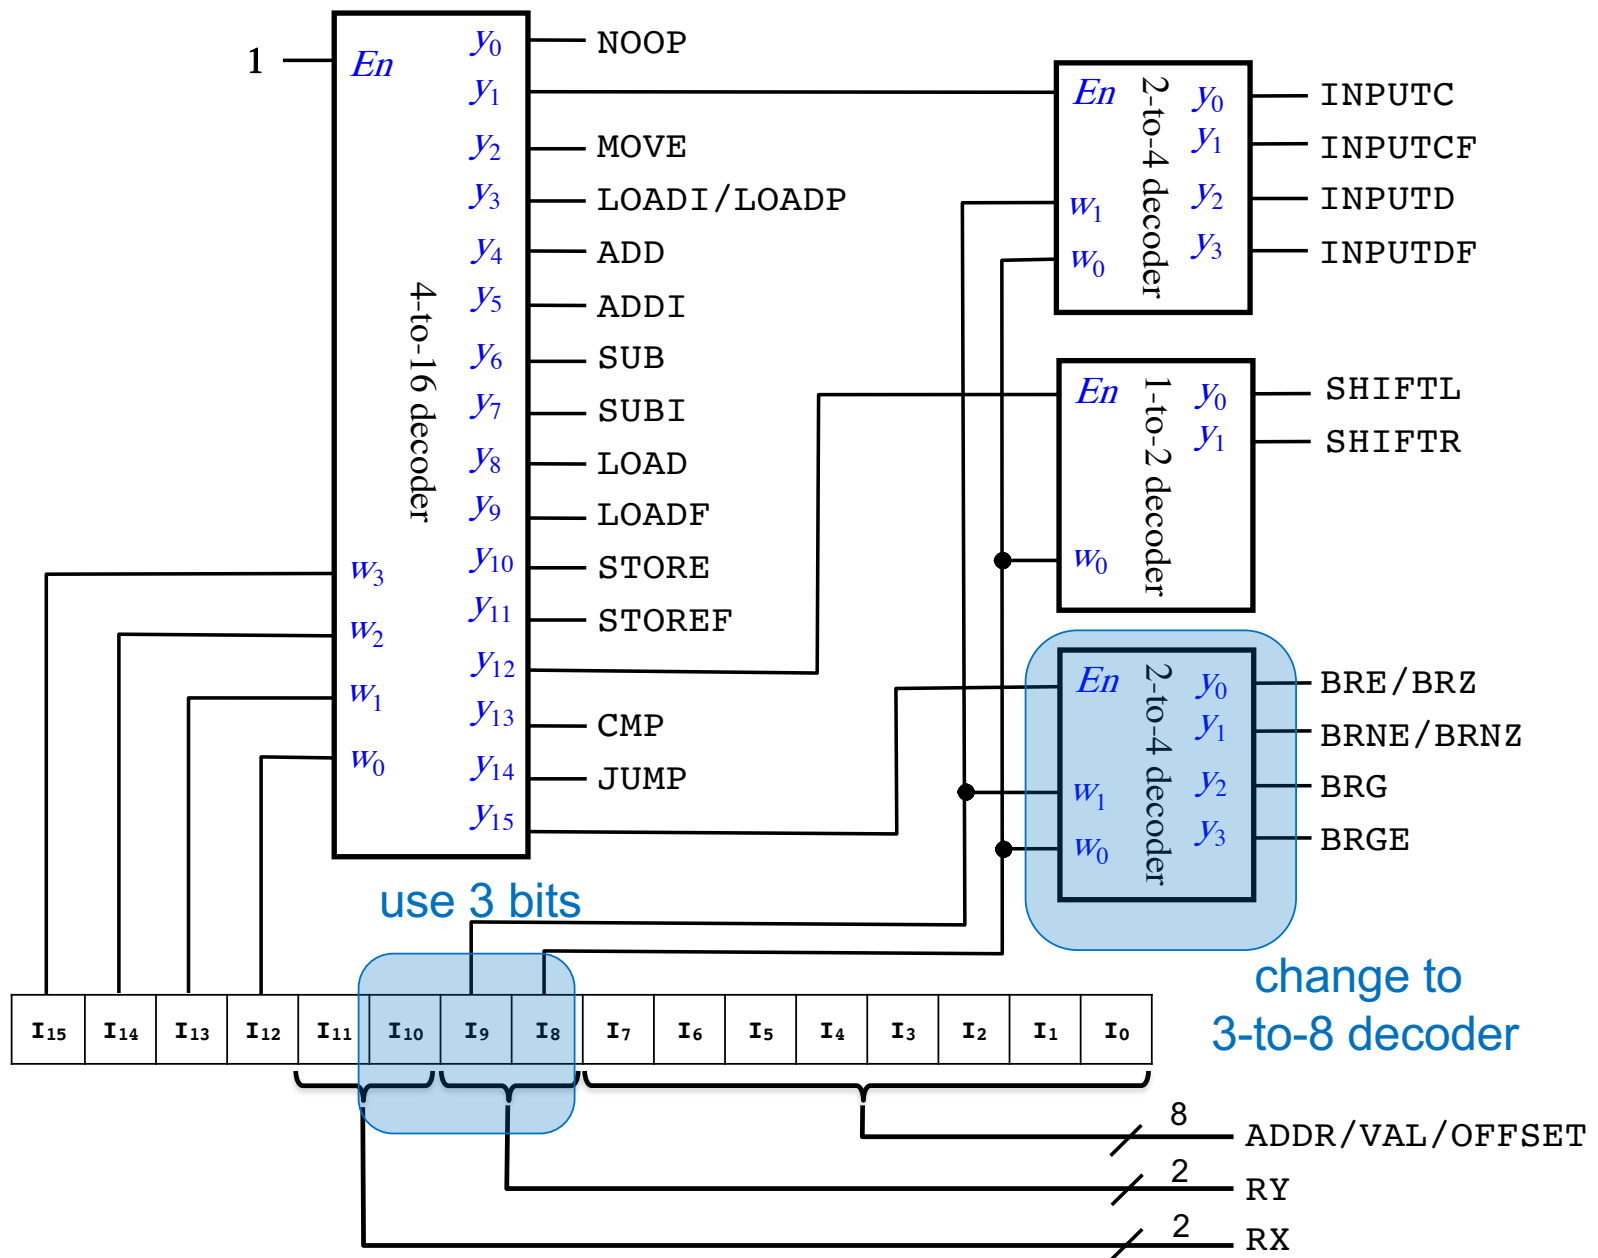 1
En
4-to-16 decoder
y0
y1
y2
y3
y4
y5
y6
y7
y8
y9
y10
y11
y12
y13
y14
y15
w3
w2
w1
w0
NOOP
MOVE
LOADI/LOADP
ADD
ADDI
SUB
SUBI
LOAD
LOADF
STORE
STOREF
CMP
JUMP
En
w1
w0
2-to-4 decoder
y0
y1
y2
y3
INPUTC
INPUTCF
INPUTD
INPUTDF
En
w0
1-to-2 decoder
y0
y1
SHIFTL
SHIFTR
En
w1
w0
2-to-4 decoder
y0
y1
y2
y3
BRE/BRZ
BRNE/BRNZ
BRG
BRGE
use 3 bits
change to
3-to-8 decoder
I15 I14 I13 I12 I11 I10 I9 I8 I7 I6 I5 I4 I3 I2 I1 I0
8
ADDR/VAL/OFFSET
2
RY
2
RX